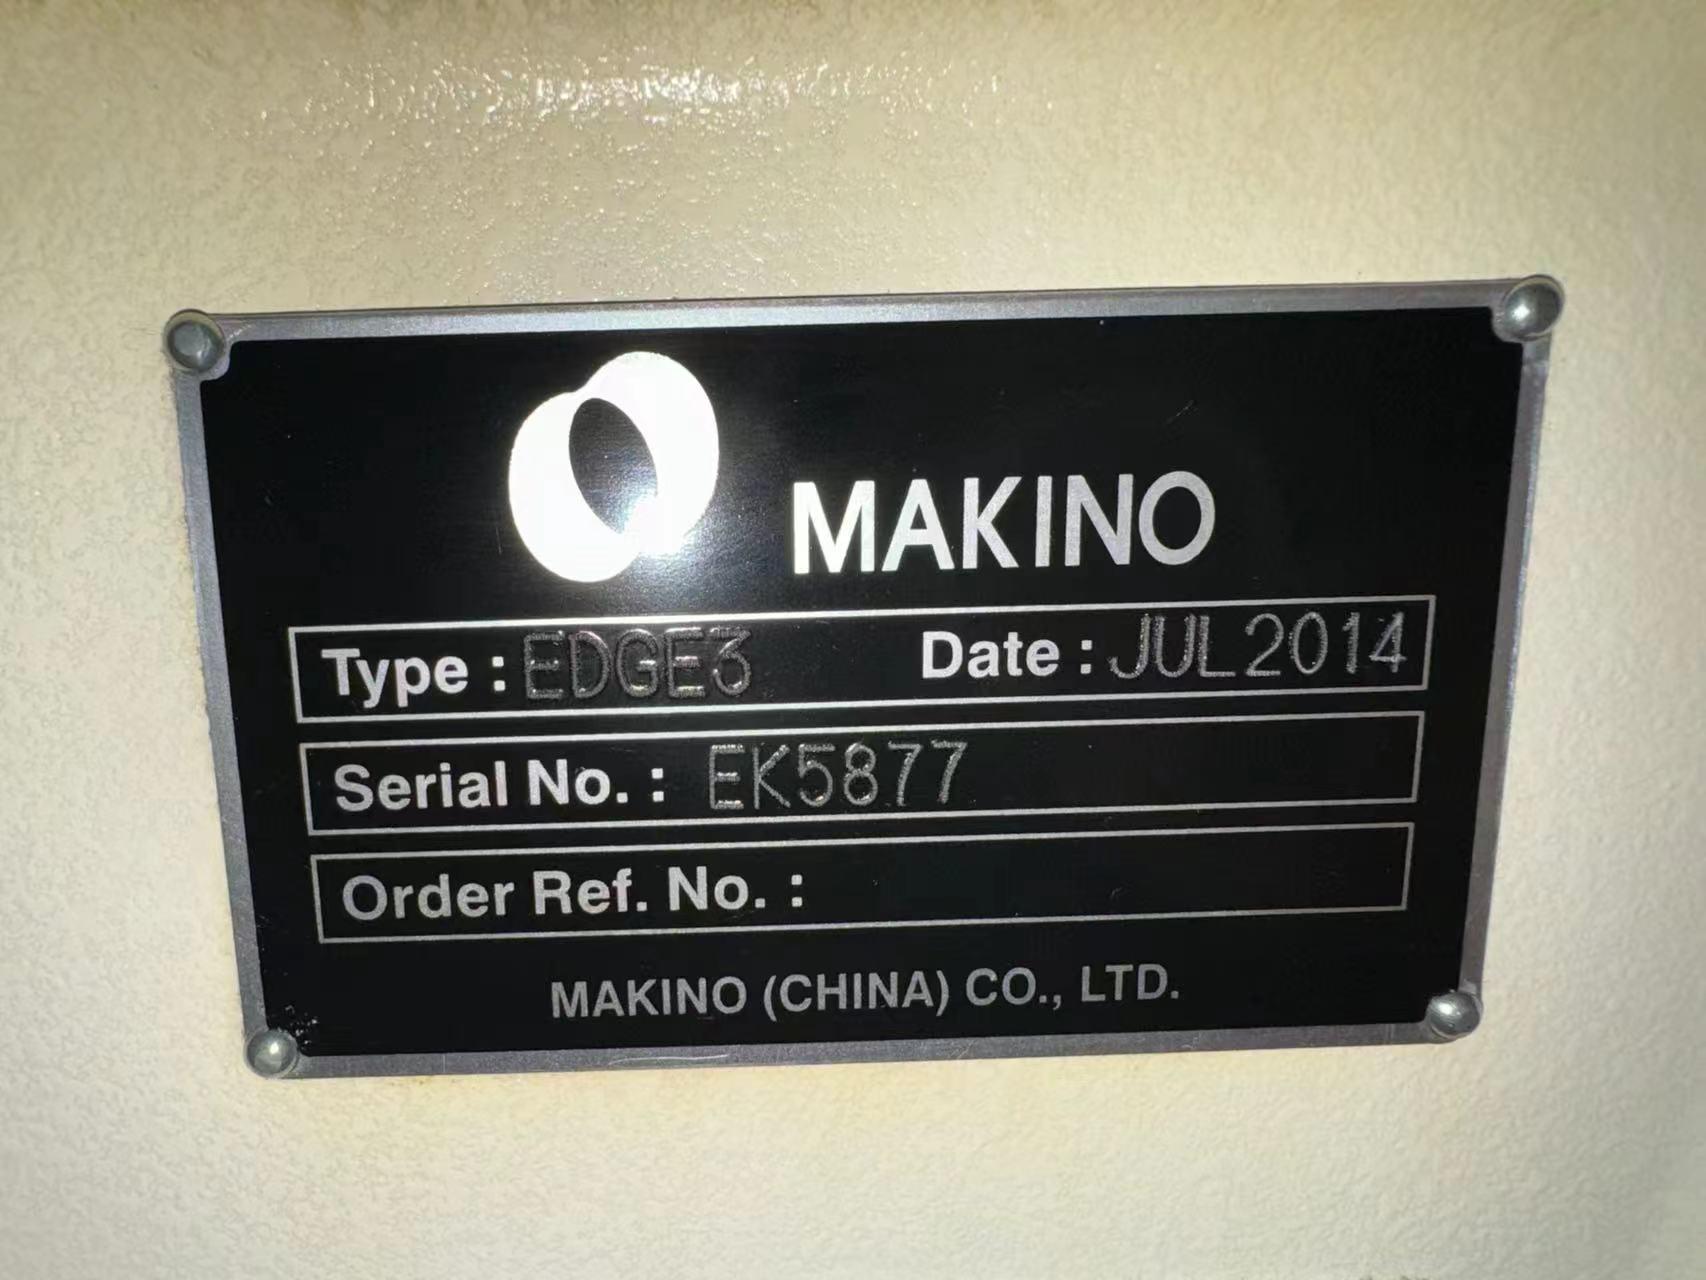 MAKINO
Type : EDGE3 Date : JUL2014
Serial No. : EK5877
Order Ref. No. :
MAKINO (CHINA) CO., LTD.